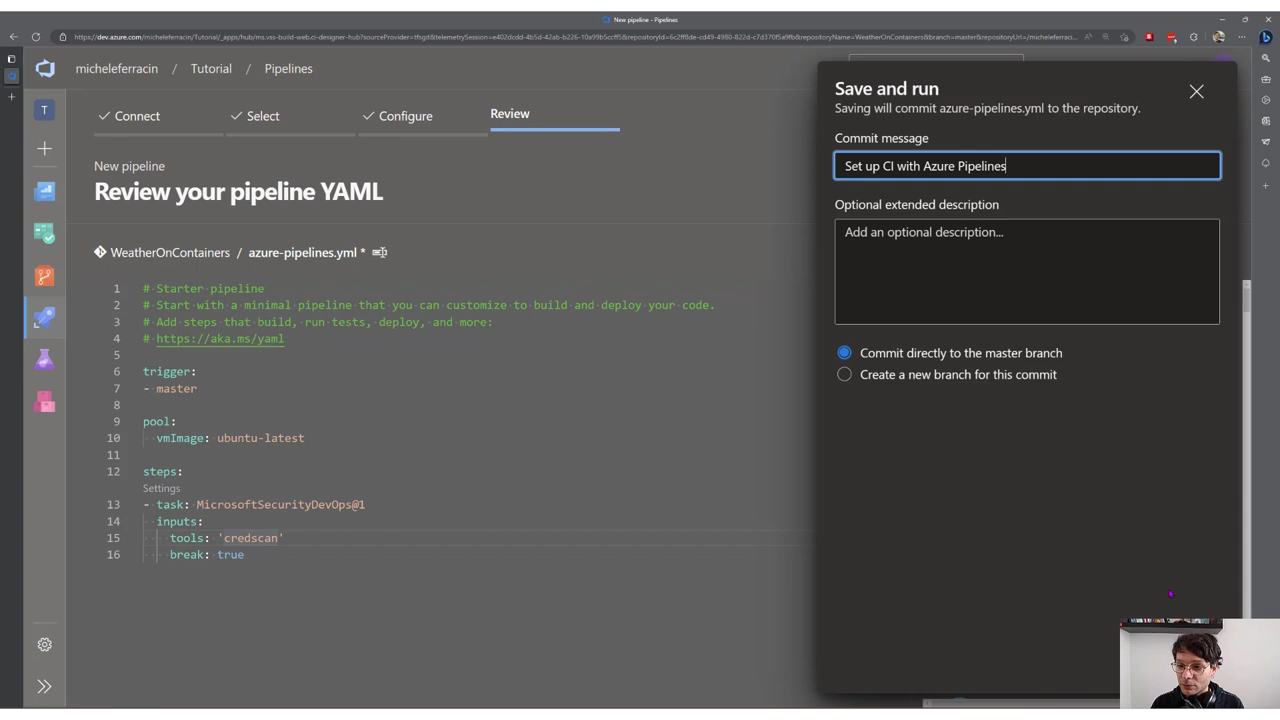 New pipeline - Pipelines
micheleferracin / Tutorial / Pipelines
T
Connect
Select
Configure
Review
New pipeline
Review your pipeline YAML
WeatherOnContainers / azure-pipelines.yml *
1 # Starter pipeline
2 # Start with a minimal pipeline that you can customize to build and deploy your code.
3 # Add steps that build, run tests, deploy, and more:
4 # https://aka.ms/yaml
5
6 trigger:
7 - master
8
9 pool:
10 vmImage: ubuntu-latest
11
12 steps:
Settings
13 - task: MicrosoftSecurityDevOps@1
14 inputs:
15 tools: 'credscan'
16 break: true
Save and run
Saving will commit azure-pipelines.yml to the repository.
Commit message
Set up CI with Azure Pipelines
Optional extended description
Add an optional description...
Commit directly to the master branch
Create a new branch for this commit